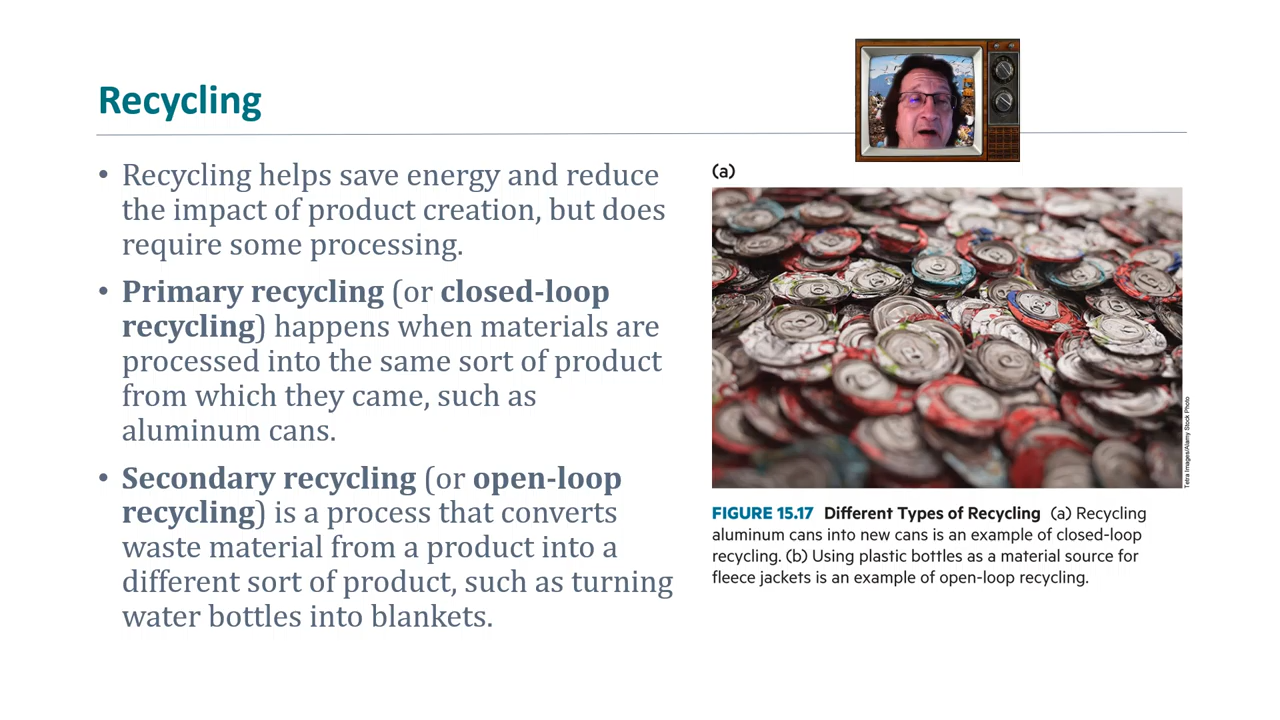 Recycling
• Recycling helps save energy and reduce
the impact of product creation, but does
require some processing.
• Primary recycling (or closed-loop
recycling) happens when materials are
processed into the same sort of product
from which they came, such as
aluminum cans.
• Secondary recycling (or open-loop
recycling) is a process that converts
waste material from a product into a
different sort of product, such as turning
water bottles into blankets.
(a)
Tetra Images/Alamy Stock Photo
FIGURE 15.17 Different Types of Recycling (a) Recycling
aluminum cans into new cans is an example of closed-loop
recycling. (b) Using plastic bottles as a material source for
fleece jackets is an example of open-loop recycling.